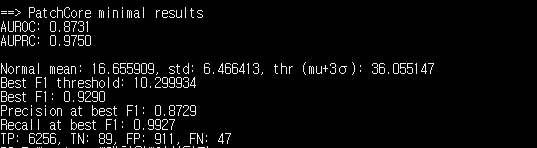 ==> PatchCore minimal results
AUROC: 0.8731
AUPRC: 0.9750
Normal mean: 16.655909, std: 6.466413, thr (mu+3σ): 36.055147
Best F1 threshold: 10.299934
Best F1: 0.9290
Precision at best F1: 0.8729
Recall at best F1: 0.9927
TP: 6256, TN: 89, FP: 911, FN: 47